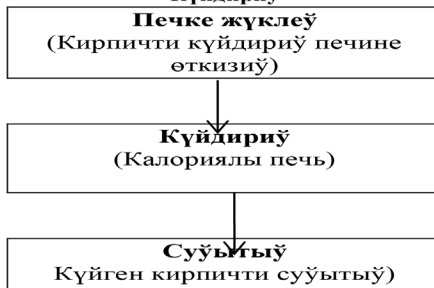 Печке жүклеў
(Кирпичти күйдириў печине
өткизиў)
Күйдириў
(Калориялы печь)
Суўытыў
Күйген кирпичти суўытыў)